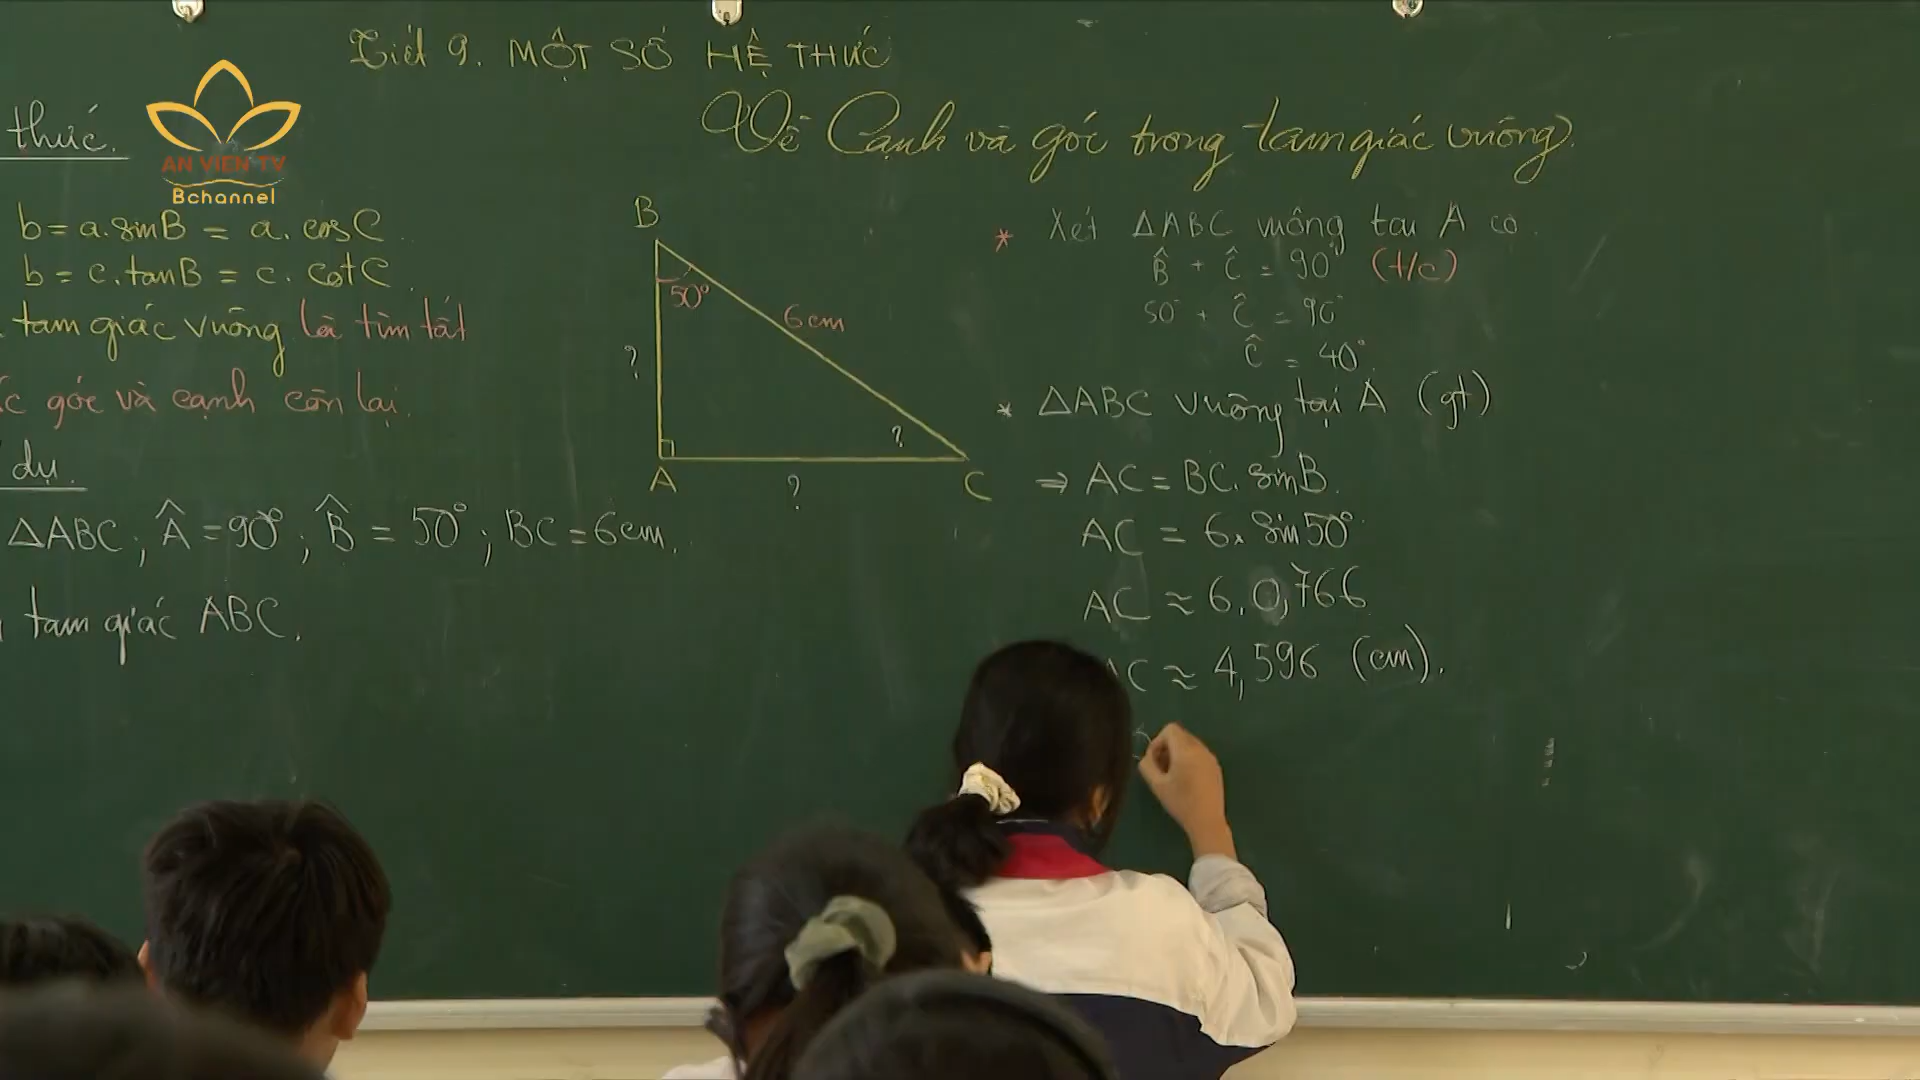 Tiết 9. MỘT SỐ HỆ THỨC
Về Cạnh và góc trong tam giác vuông.
thức.
AN VIEN TV
Bchannel
b = a.sinB = a. cosC
b = c.tanB = c. cotC
tam giác vuông là tìm tất
góc và cạnh còn lại.
dụ.
ΔABC; Â = 90°; B̂ = 50°; BC = 6cm.
tam giác ABC.
B
50°
6cm
?
?
A
?
C
* Xét ΔABC vuông tại A có
B̂ + Ĉ = 90° (t/c)
50° + Ĉ = 90°
Ĉ = 40°
* ΔABC vuông tại A (gt)
⇒ AC = BC. sinB.
AC = 6. sin50°
AC ≈ 6.0,766
AC ≈ 4,596 (cm).